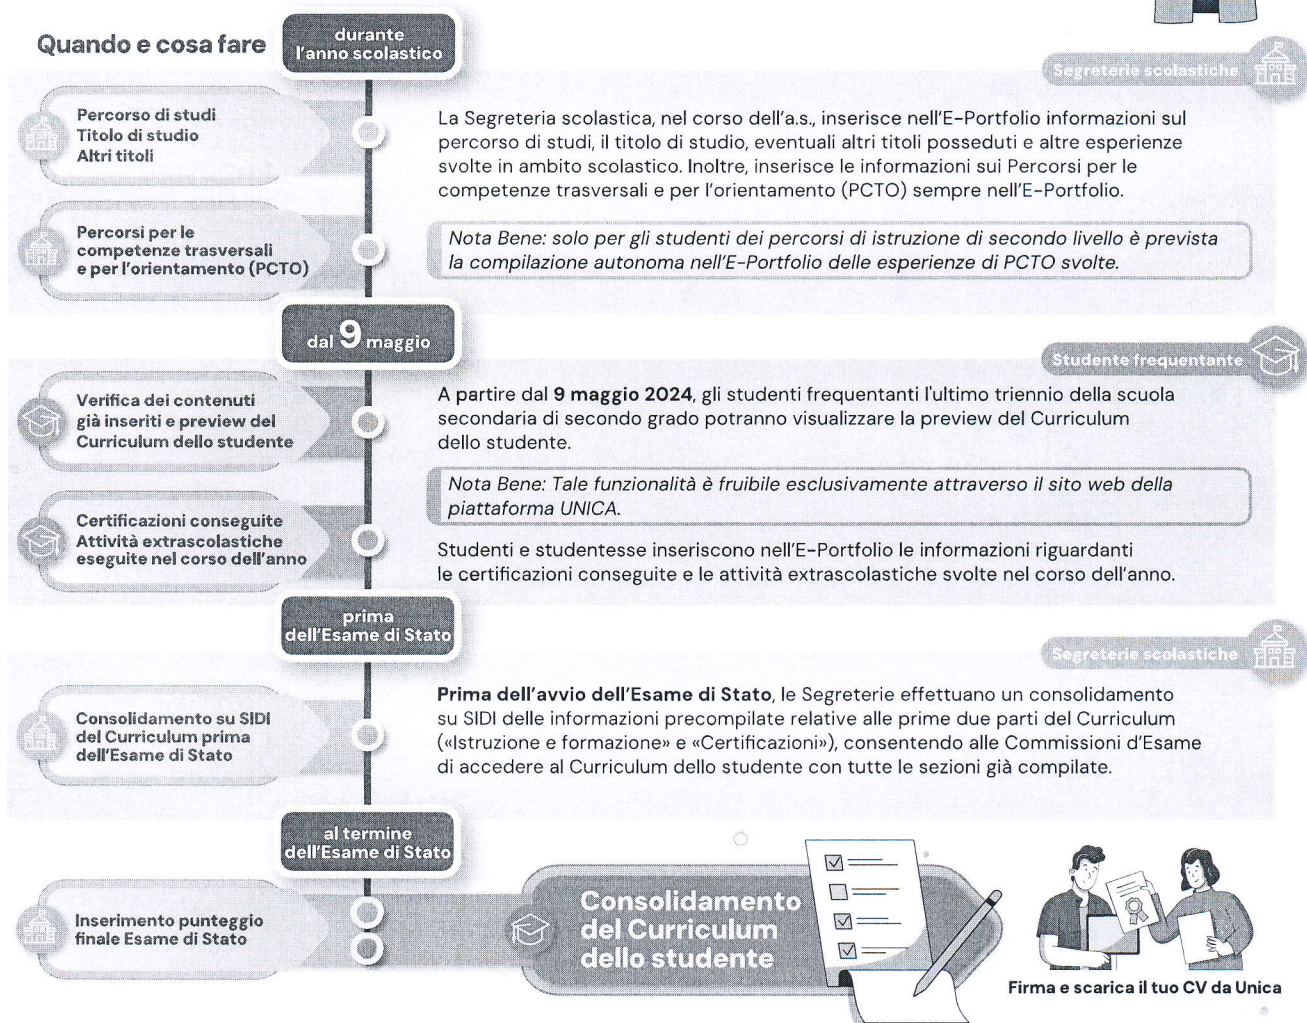 Quando e cosa fare
durante
l'anno scolastico
Segreterie scolastiche
Percorso di studi
Titolo di studio
Altri titoli
La Segreteria scolastica, nel corso dell'a.s., inserisce nell'E-Portfolio informazioni sul
percorso di studi, il titolo di studio, eventuali altri titoli posseduti e altre esperienze
svolte in ambito scolastico. Inoltre, inserisce le informazioni sui Percorsi per le
competenze trasversali e per l'orientamento (PCTO) sempre nell'E-Portfolio.
Percorsi per le
competenze trasversali
e per l'orientamento (PCTO)
Nota Bene: solo per gli studenti dei percorsi di istruzione di secondo livello è prevista
la compilazione autonoma nell'E-Portfolio delle esperienze di PCTO svolte.
dal 9 maggio
Studente frequentante
Verifica dei contenuti
già inseriti e preview del
Curriculum dello studente
A partire dal 9 maggio 2024, gli studenti frequentanti l'ultimo triennio della scuola
secondaria di secondo grado potranno visualizzare la preview del Curriculum
dello studente.
Nota Bene: Tale funzionalità è fruibile esclusivamente attraverso il sito web della
piattaforma UNICA.
Certificazioni conseguite
Attività extrascolastiche
eseguite nel corso dell'anno
Studenti e studentesse inseriscono nell'E-Portfolio le informazioni riguardanti
le certificazioni conseguite e le attività extrascolastiche svolte nel corso dell'anno.
prima
dell'Esame di Stato
Segreterie scolastiche
Consolidamento su SIDI
del Curriculum prima
dell'Esame di Stato
Prima dell'avvio dell'Esame di Stato, le Segreterie effettuano un consolidamento
su SIDI delle informazioni precompilate relative alle prime due parti del Curriculum
(«Istruzione e formazione» e «Certificazioni»), consentendo alle Commissioni d'Esame
di accedere al Curriculum dello studente con tutte le sezioni già compilate.
al termine
dell'Esame di Stato
Inserimento punteggio
finale Esame di Stato
Consolidamento
del Curriculum
dello studente
Firma e scarica il tuo CV da Unica